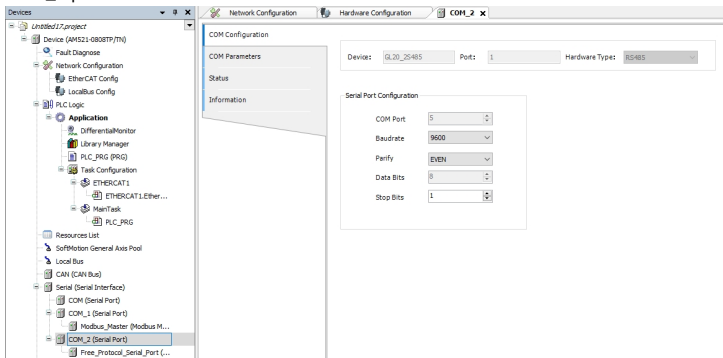 Devices
Untitled17.project
Device (AM521-0808TP/TN)
Fault Diagnose
Network Configuration
EtherCAT Config
LocalBus Config
PLC Logic
Application
DifferentialMonitor
Library Manager
PLC_PRG (PRG)
Task Configuration
ETHERCAT1
ETHERCAT1.Ether...
MainTask
PLC_PRG
Resources List
SoftMotion General Axis Pool
Local Bus
CAN (CAN Bus)
Serial (Serial Interface)
COM (Serial Port)
COM_1 (Serial Port)
Modbus_Master (Modbus M...
COM_2 (Serial Port)
Free_Protocol_Serial_Port (...
Network Configuration
Hardware Configuration
COM_2
COM Configuration
COM Parameters
Status
Information
Device: GL20_2S485 Port: 1 Hardware Type: RS485
Serial Port Configuration
COM Port 5
Baudrate 9600
Parify EVEN
Data Bits 8
Stop Bits 1